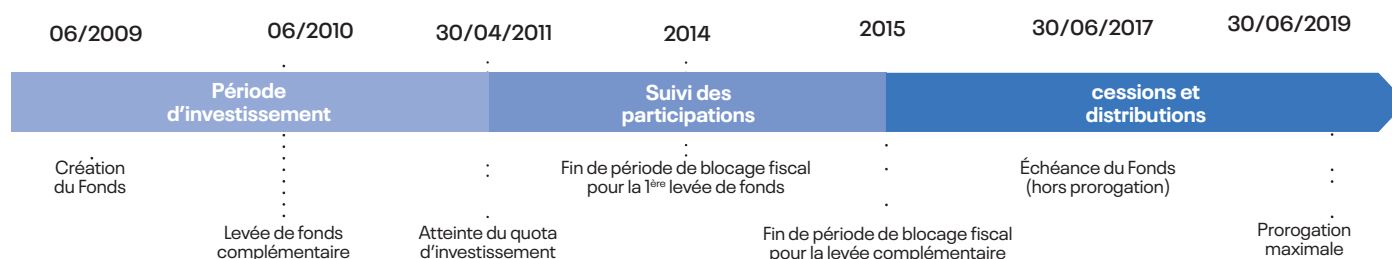 06/2009
06/2010
30/04/2011
2014
2015
30/06/2017
30/06/2019
Période
d'investissement
Suivi des
participations
cessions et
distributions
Création
du Fonds
Fin de période de blocage fiscal
pour la 1ère levée de fonds
Échéance du Fonds
(hors prorogation)
Levée de fonds
complémentaire
Atteinte du quota
d'investissement
Fin de période de blocage fiscal
pour la levée complémentaire
Prorogation
maximale